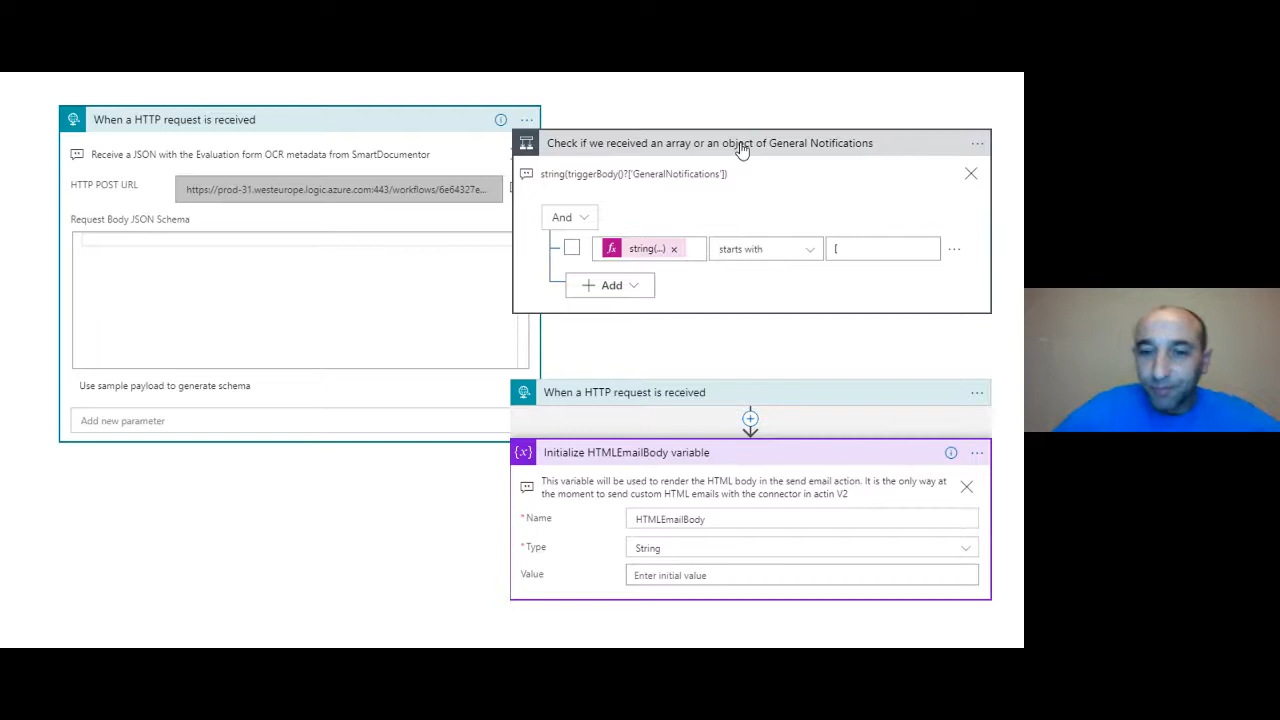 When a HTTP request is received
Receive a JSON with the Evaluation form OCR metadata from SmartDocumentor
HTTP POST URL
https://prod-31.westeurope.logic.azure.com:443/workflows/6e64327e...
Request Body JSON Schema
Use sample payload to generate schema
Add new parameter
Check if we received an array or an object of General Notifications
string(triggerBody()?['GeneralNotifications'])
And
fx string(...) × starts with [
+ Add
When a HTTP request is received
{x} Initialize HTMLEmailBody variable
This variable will be used to render the HTML body in the send email action. It is the only way at
the moment to send custom HTML emails with the connector in actin V2
* Name HTMLEmailBody
* Type String
Value Enter initial value